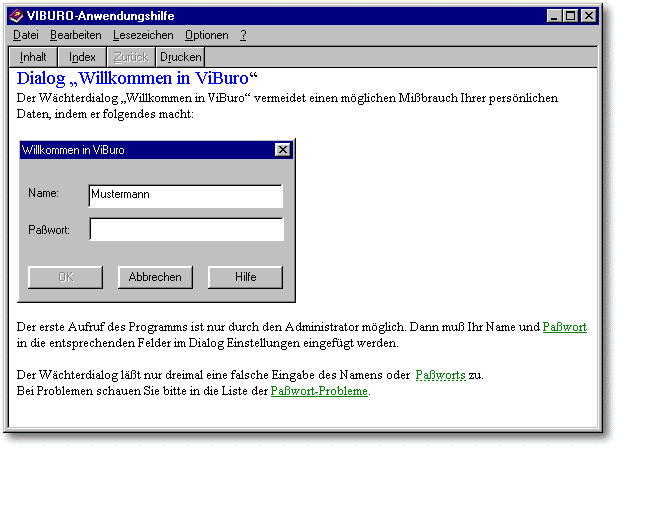 VIBURO-Anwendungshilfe
Datei Bearbeiten Lesezeichen Optionen ?
Inhalt Index Zurück Drucken
Dialog „Willkommen in ViBuro“
Der Wächterdialog „Willkommen in ViBuro“ vermeidet einen möglichen Mißbrauch Ihrer persönlichen
Daten, indem er folgendes macht:
Willkommen in ViBuro
Name: Mustermann
Paßwort:
OK Abbrechen Hilfe
Der erste Aufruf des Programms ist nur durch den Administrator möglich. Dann muß Ihr Name und Paßwort
in die entsprechenden Felder im Dialog Einstellungen eingefügt werden.
Der Wächterdialog läßt nur dreimal eine falsche Eingabe des Namens oder Paßworts zu.
Bei Problemen schauen Sie bitte in die Liste der Paßwort-Probleme.